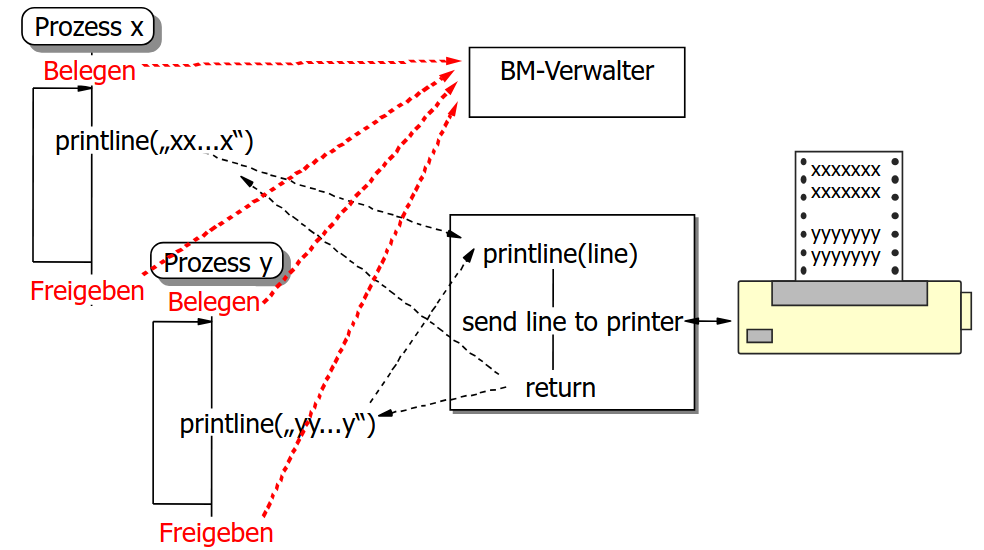 Prozess x
Belegen
printline(„xx...x“)
Freigeben
Prozess y
Belegen
printline(„yy...y“)
Freigeben
BM-Verwalter
printline(line)
send line to printer
return
xxxxxxx
xxxxxxx
yyyyyyy
yyyyyyy